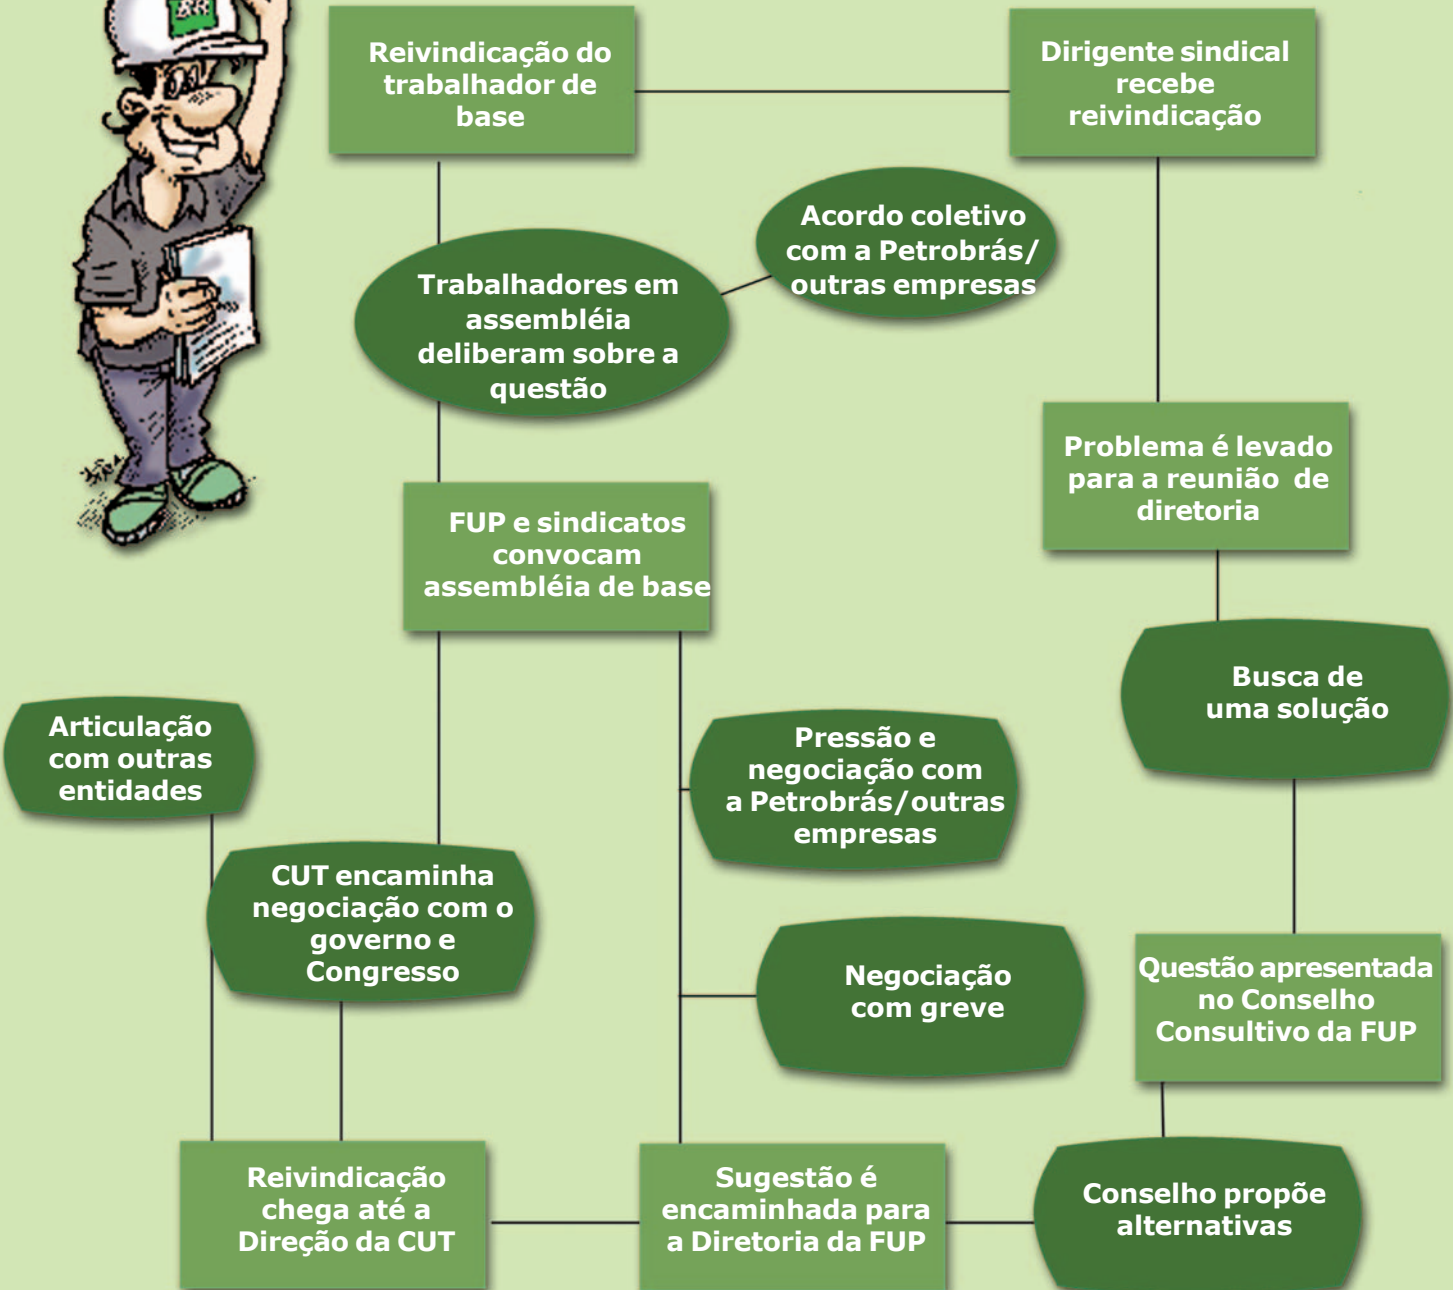 BR
Reivindicação do
trabalhador de
base
Dirigente sindical
recebe
reivindicação
Acordo coletivo
com a Petrobrás/
outras empresas
Trabalhadores em
assembléia
deliberam sobre a
questão
Problema é levado
para a reunião de
diretoria
FUP e sindicatos
convocam
assembléia de base
Busca de
uma solução
Articulação
com outras
entidades
Pressão e
negociação com
a Petrobrás/outras
empresas
CUT encaminha
negociação com o
governo e
Congresso
Negociação
com greve
Questão apresentada
no Conselho
Consultivo da FUP
Reivindicação
chega até a
Direção da CUT
Sugestão é
encaminhada para
a Diretoria da FUP
Conselho propõe
alternativas